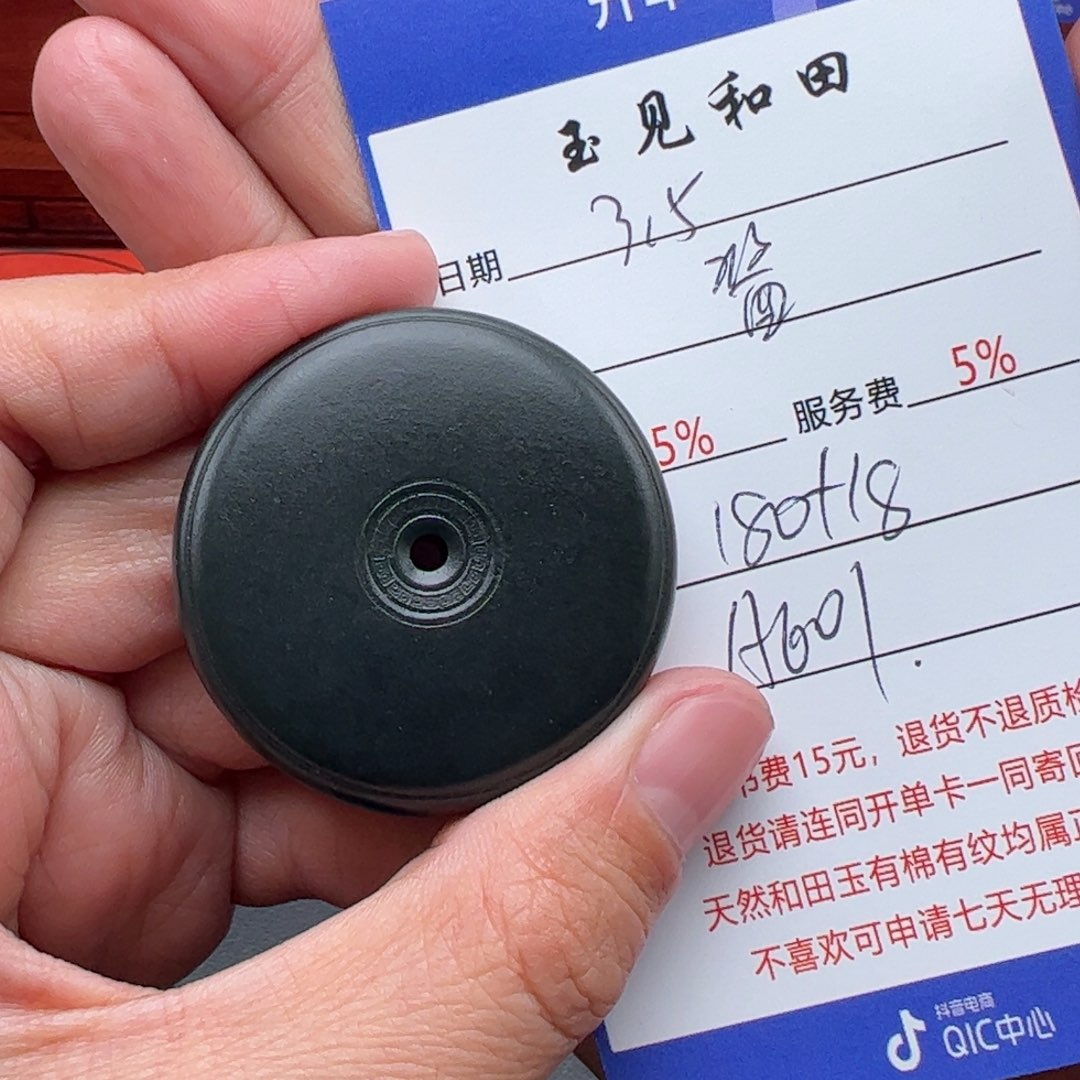 玉见和田
日期 3.5
5% 服务费 5%
180+18
A601.
书费15元，退货不退质检
退货请连同开单卡一同寄回
天然和田玉有棉有纹均属正
不喜欢可申请七天无理
抖音电商
QIC中心